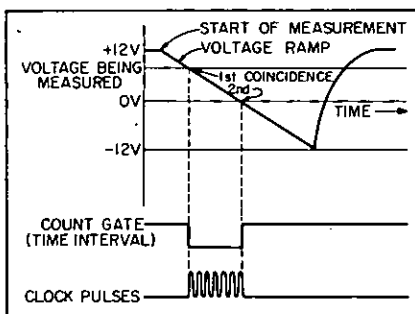 START OF MEASUREMENT
+12V
VOLTAGE RAMP
VOLTAGE BEING
MEASURED
1st COINCIDENCE
2nd
0V
TIME
-12V
COUNT GATE
(TIME INTERVAL)
CLOCK PULSES